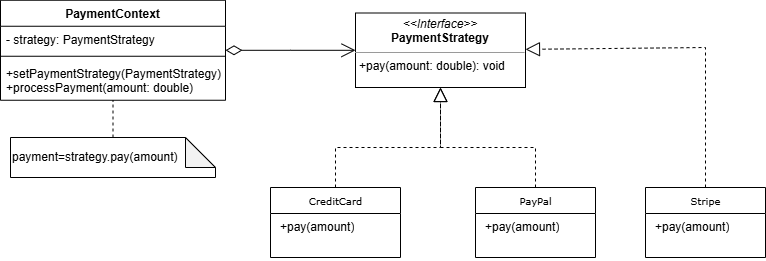 PaymentContext
- strategy: PaymentStrategy
+setPaymentStrategy(PaymentStrategy)
+processPayment(amount: double)
payment=strategy.pay(amount)
<<Interface>>
PaymentStrategy
+pay(amount: double): void
CreditCard
+pay(amount)
PayPal
+pay(amount)
Stripe
+pay(amount)